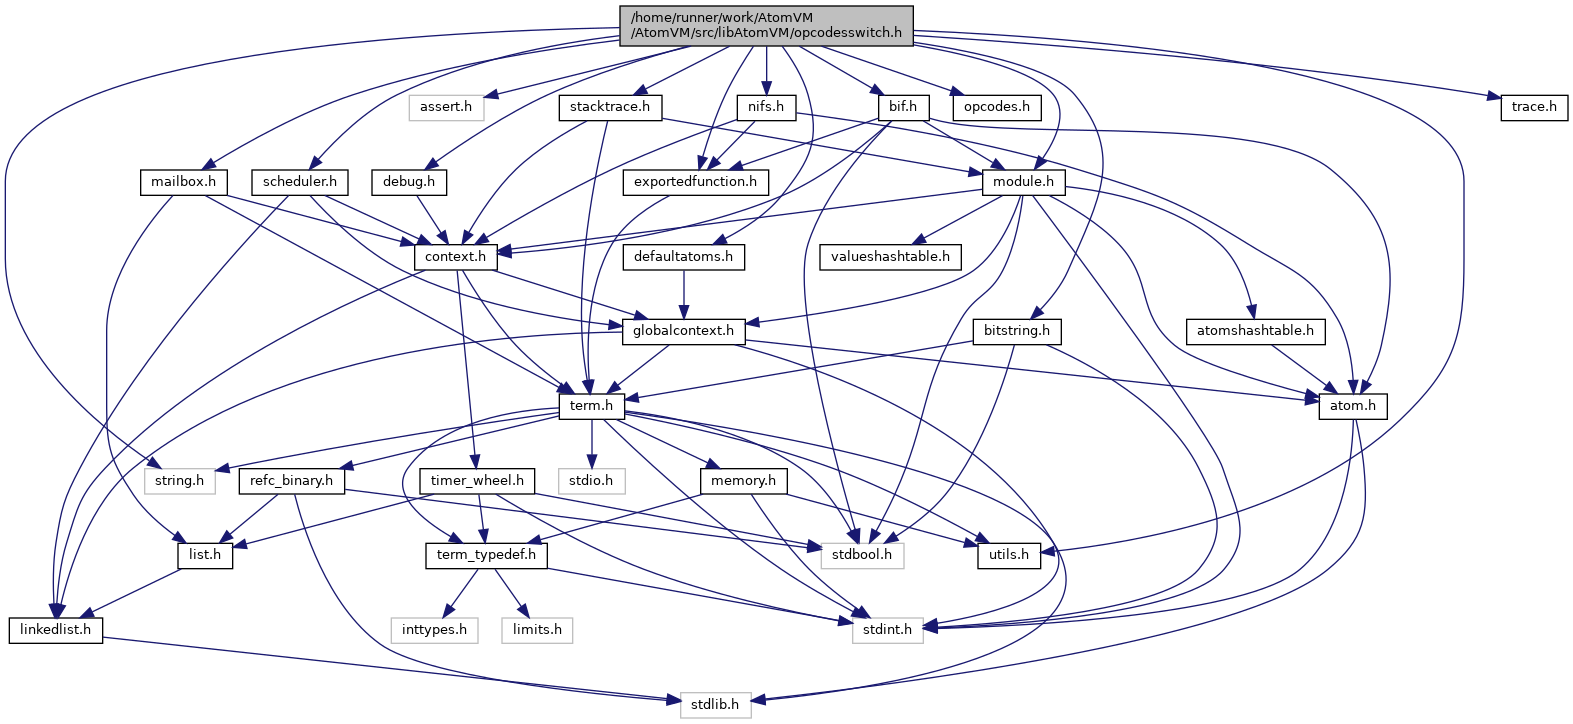 /home/runner/work/AtomVM
/AtomVM/src/libAtomVM/opcodesswitch.h
assert.h
stacktrace.h
nifs.h
bif.h
opcodes.h
trace.h
mailbox.h
scheduler.h
debug.h
exportedfunction.h
module.h
context.h
defaultatoms.h
valueshashtable.h
globalcontext.h
bitstring.h
atomshashtable.h
term.h
atom.h
string.h
refc_binary.h
timer_wheel.h
stdio.h
memory.h
list.h
term_typedef.h
stdbool.h
utils.h
linkedlist.h
inttypes.h
limits.h
stdint.h
stdlib.h